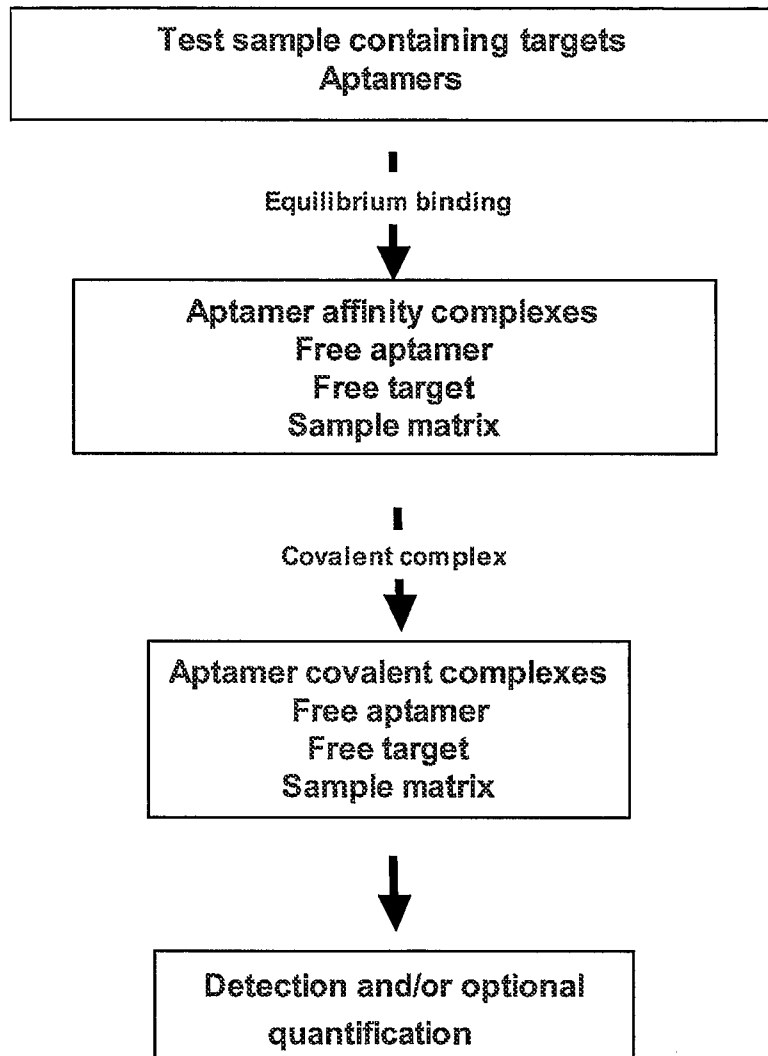 Test sample containing targets
Aptamers
Equilibrium binding
Aptamer affinity complexes
Free aptamer
Free target
Sample matrix
Covalent complex
Aptamer covalent complexes
Free aptamer
Free target
Sample matrix
Detection and/or optional
quantification